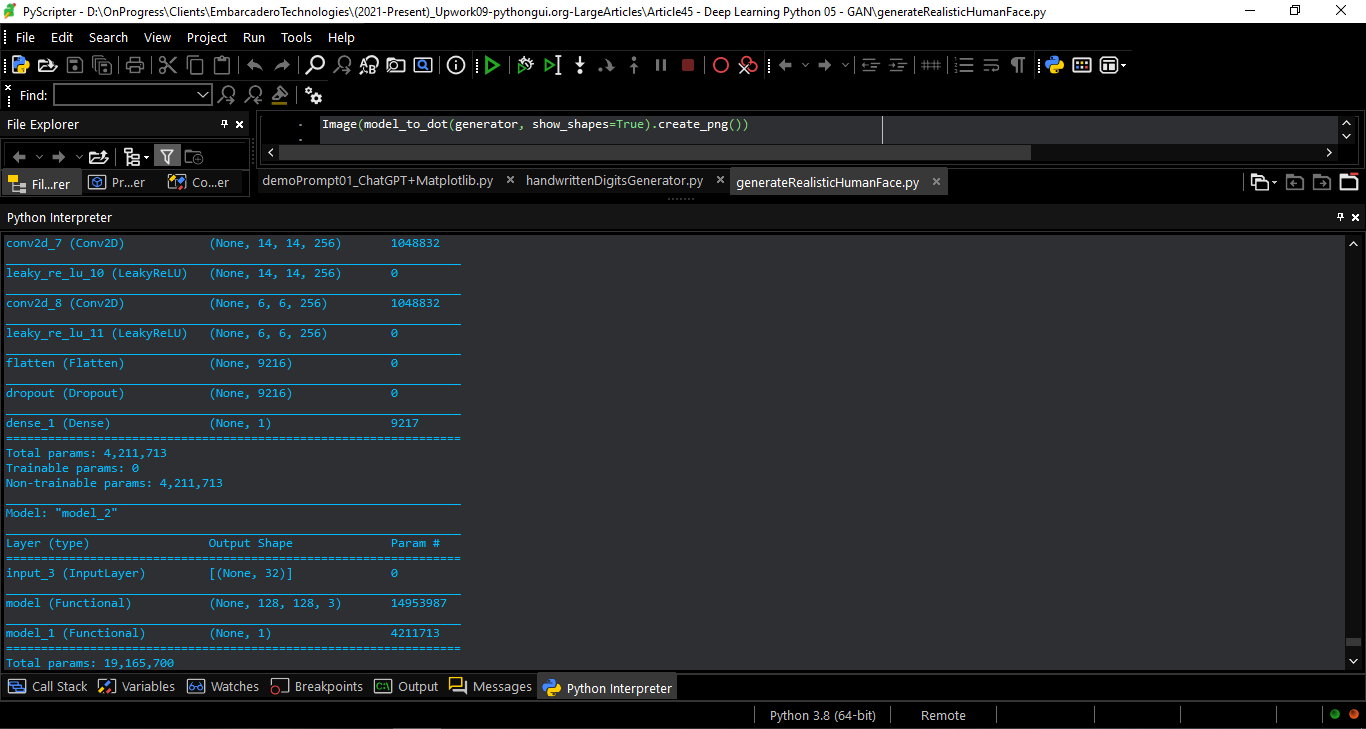 PyScripter - D:\OnProgress\Clients\EmbarcaderoTechnologies\(2021-Present)_Upwork09-pythongui.org-LargeArticles\Article45 - Deep Learning Python 05 - GAN\generateRealisticHumanFace.py
File Edit Search View Project Run Tools Help
Find:
File Explorer
Image(model_to_dot(generator, show_shapes=True).create_png())
Fil...rer Pr...er Co...er
demoPrompt01_ChatGPT+Matplotlib.py handwrittenDigitsGenerator.py generateRealisticHumanFace.py
Python Interpreter
conv2d_7 (Conv2D) (None, 14, 14, 256) 1048832
leaky_re_lu_10 (LeakyReLU) (None, 14, 14, 256) 0
conv2d_8 (Conv2D) (None, 6, 6, 256) 1048832
leaky_re_lu_11 (LeakyReLU) (None, 6, 6, 256) 0
flatten (Flatten) (None, 9216) 0
dropout (Dropout) (None, 9216) 0
dense_1 (Dense) (None, 1) 9217
=================================================================
Total params: 4,211,713
Trainable params: 0
Non-trainable params: 4,211,713
Model: "model_2"
Layer (type) Output Shape Param #
=================================================================
input_3 (InputLayer) [(None, 32)] 0
model (Functional) (None, 128, 128, 3) 14953987
model_1 (Functional) (None, 1) 4211713
=================================================================
Total params: 19,165,700
Call Stack Variables Watches Breakpoints Output Messages Python Interpreter
Python 3.8 (64-bit) Remote